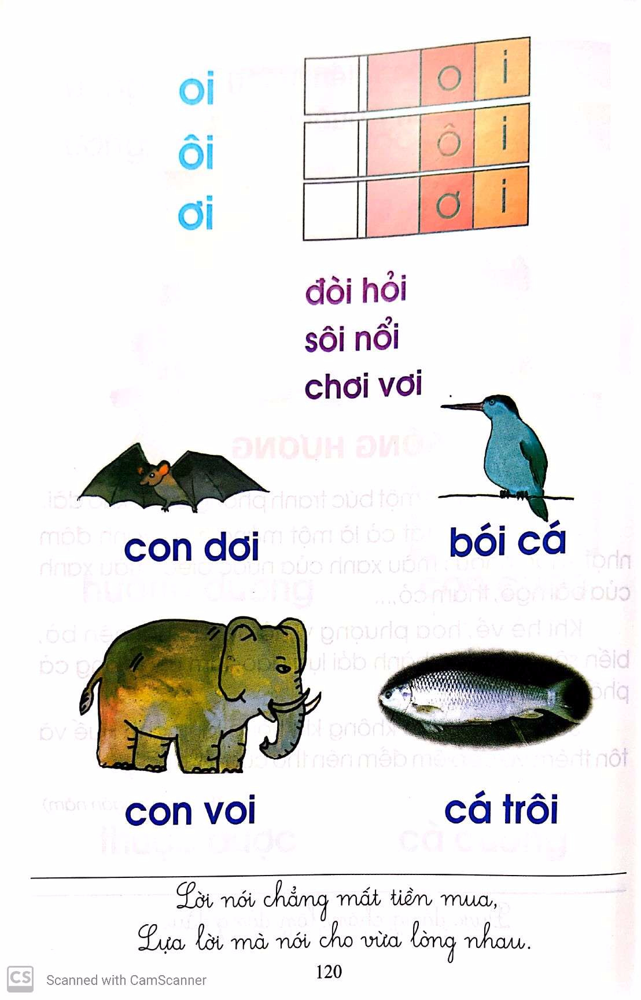 oi
o i
ôi
ô i
ơi
ơ i
đòi hỏi
sôi nổi
chơi vơi
con dơi
bói cá
con voi
cá trôi
Lời nói chẳng mất tiền mua,
Lựa lời mà nói cho vừa lòng nhau.
120
CS Scanned with CamScanner